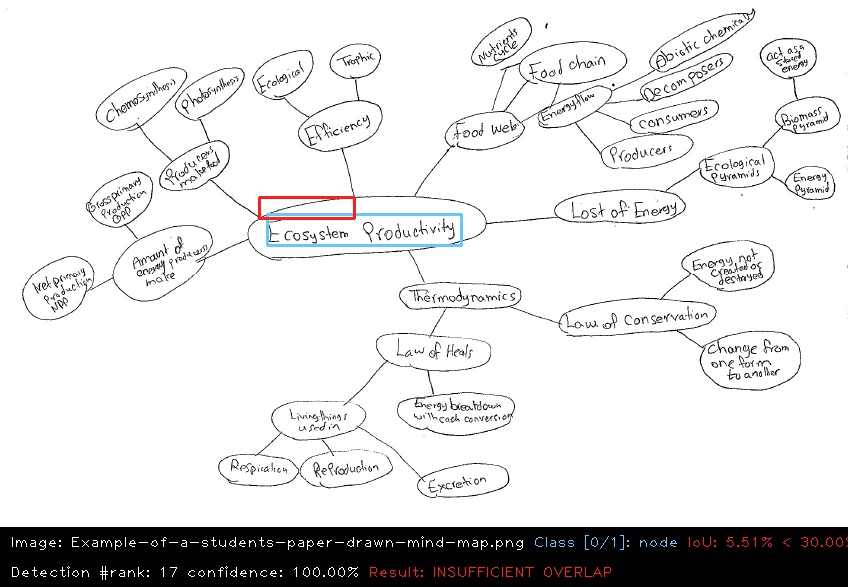 Nutrients
cycle
Food chain
Abiotic chemicals
Decomposers
Energy flow
consumers
Producers
Food web
act as a
stored
energy
Biomass
pyramid
Ecological
Pyramids
Energy
Pyramid
Lost of Energy
Trophic
Ecological
Efficiency
Chemosynthesis
Photosynthesis
Producers
make food
Gross primary
Production
GPP
Amount of
energy producers
make
Net primary
Production
NPP
Ecosystem Productivity
Thermodynamics
Energy not
created or
destroyed
Law of Conservation
Change from
one form
to another
Law of Heals
Energy breakdown
with each conversion
Living things
used in
Respiration
Reproduction
Excretion
Image: Example-of-a-students-paper-drawn-mind-map.png Class [0/1]: node IoU: 5.51% < 30.00
Detection #rank: 17 confidence: 100.00% Result: INSUFFICIENT OVERLAP